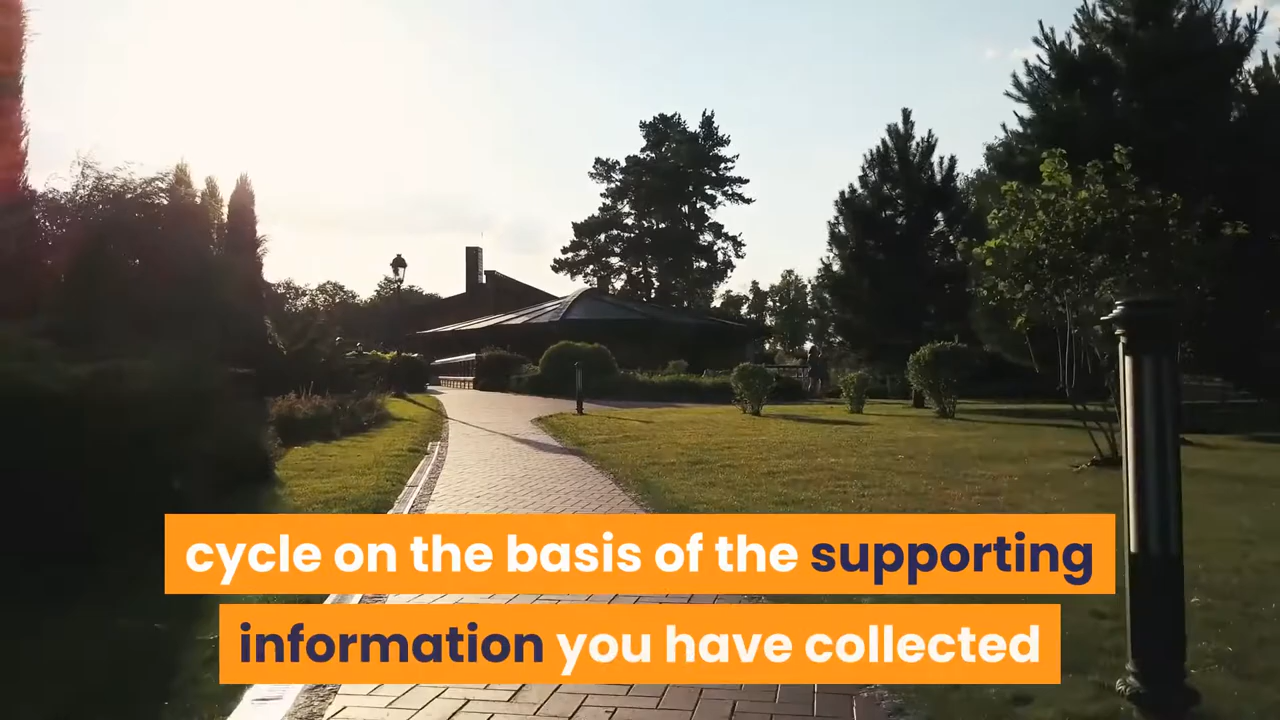 cycle on the basis of the supporting
information you have collected